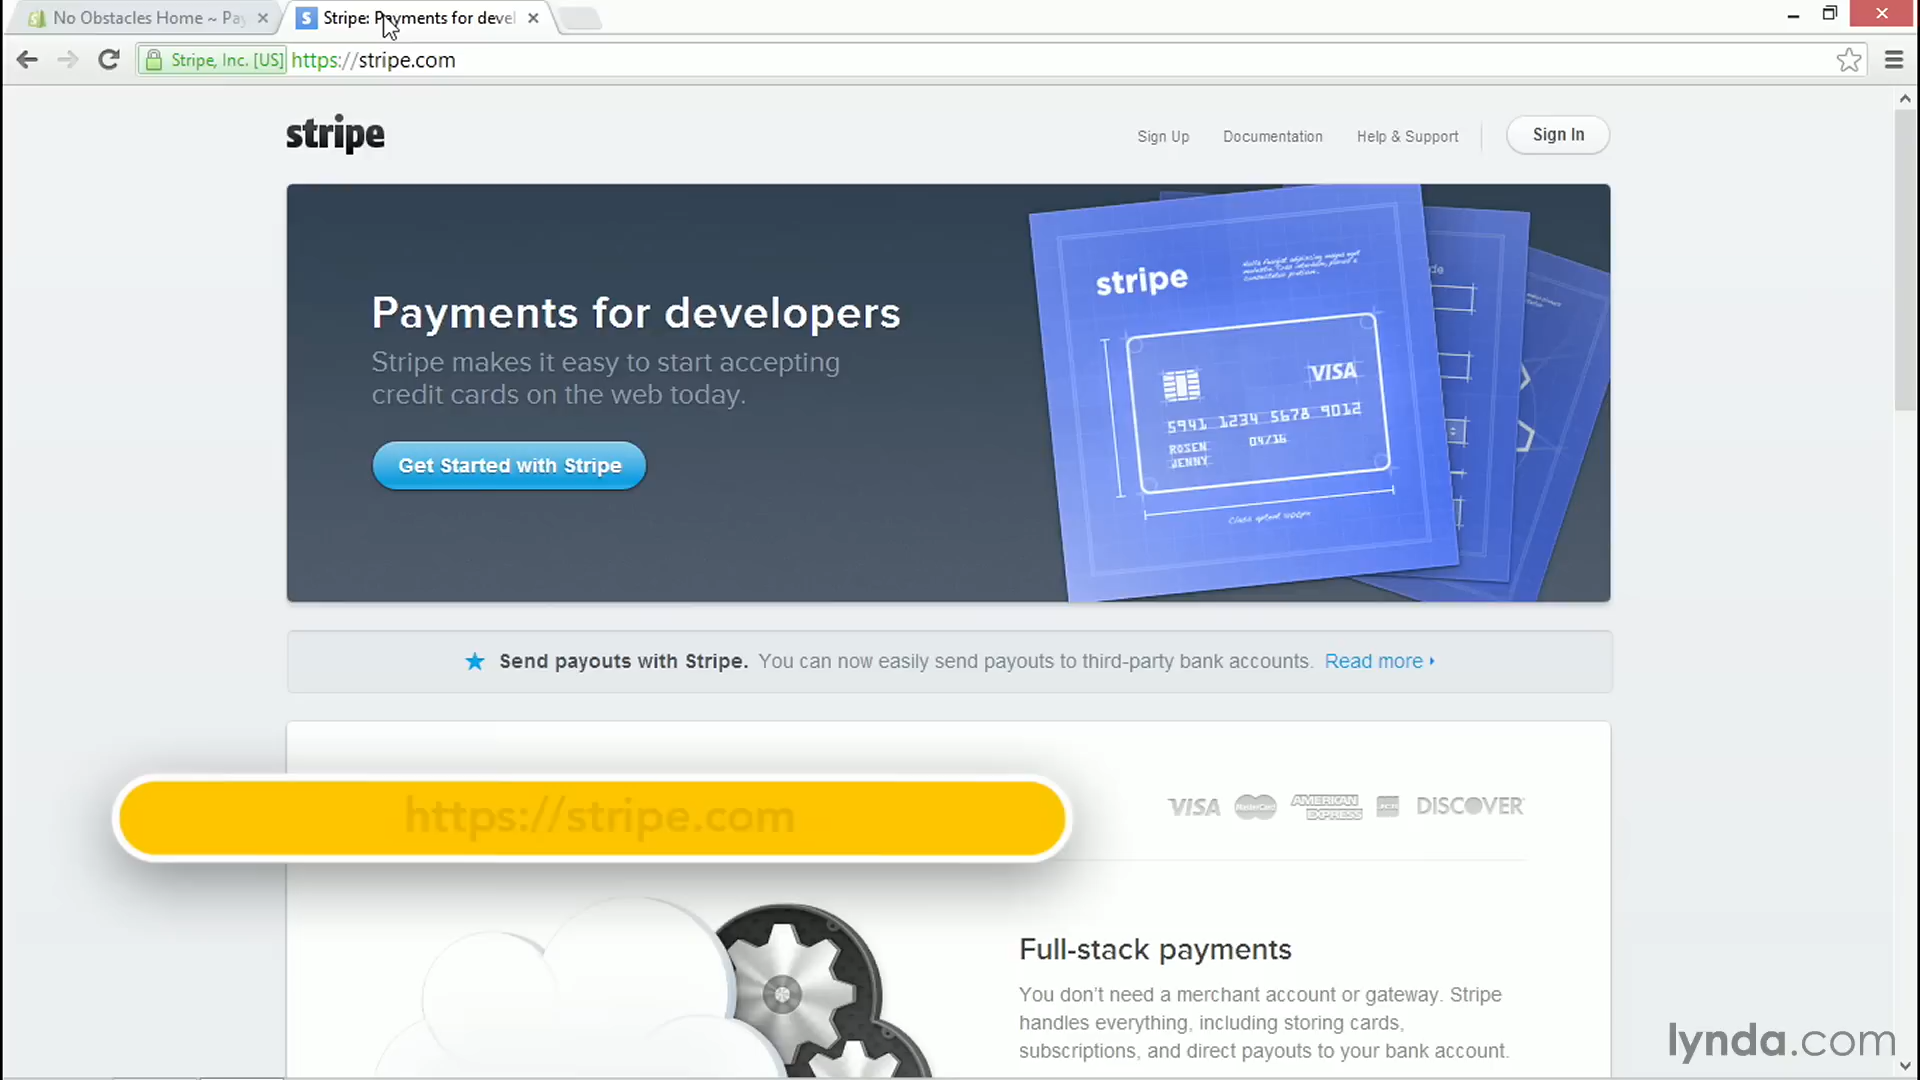 No Obstacles Home ~ Pay
Stripe: Payments for devel
Stripe, Inc. [US] https://stripe.com
stripe
Sign Up
Documentation
Help & Support
Sign In
Payments for developers
Stripe makes it easy to start accepting
credit cards on the web today.
Get Started with Stripe
stripe
VISA
5941 1234 5678 9012
ROSEN
04/16
JENNY
Send payouts with Stripe. You can now easily send payouts to third-party bank accounts. Read more
https://stripe.com
VISA
MasterCard
AMERICAN
EXPRESS
JCB
DISCOVER
Full-stack payments
You don't need a merchant account or gateway. Stripe
handles everything, including storing cards,
subscriptions, and direct payouts to your bank account.
lynda.com